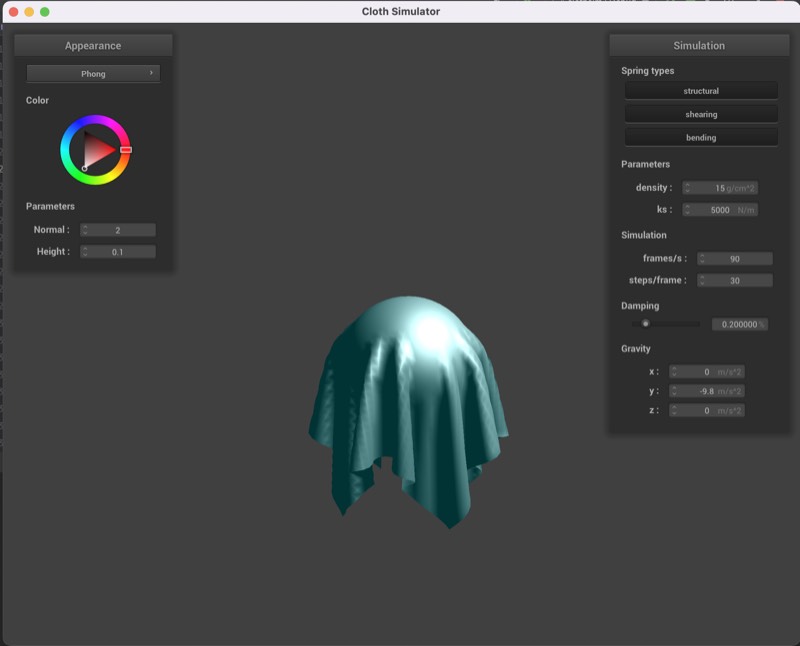 Cloth Simulator
Appearance
Phong
Color
Parameters
Normal : 2
Height : 0.1
Simulation
Spring types
structural
shearing
bending
Parameters
density : 15 g/cm^2
ks : 5000 N/m
Simulation
frames/s : 90
steps/frame : 30
Damping
0.200000 %
Gravity
x : 0 m/s^2
y : -9.8 m/s^2
z : 0 m/s^2